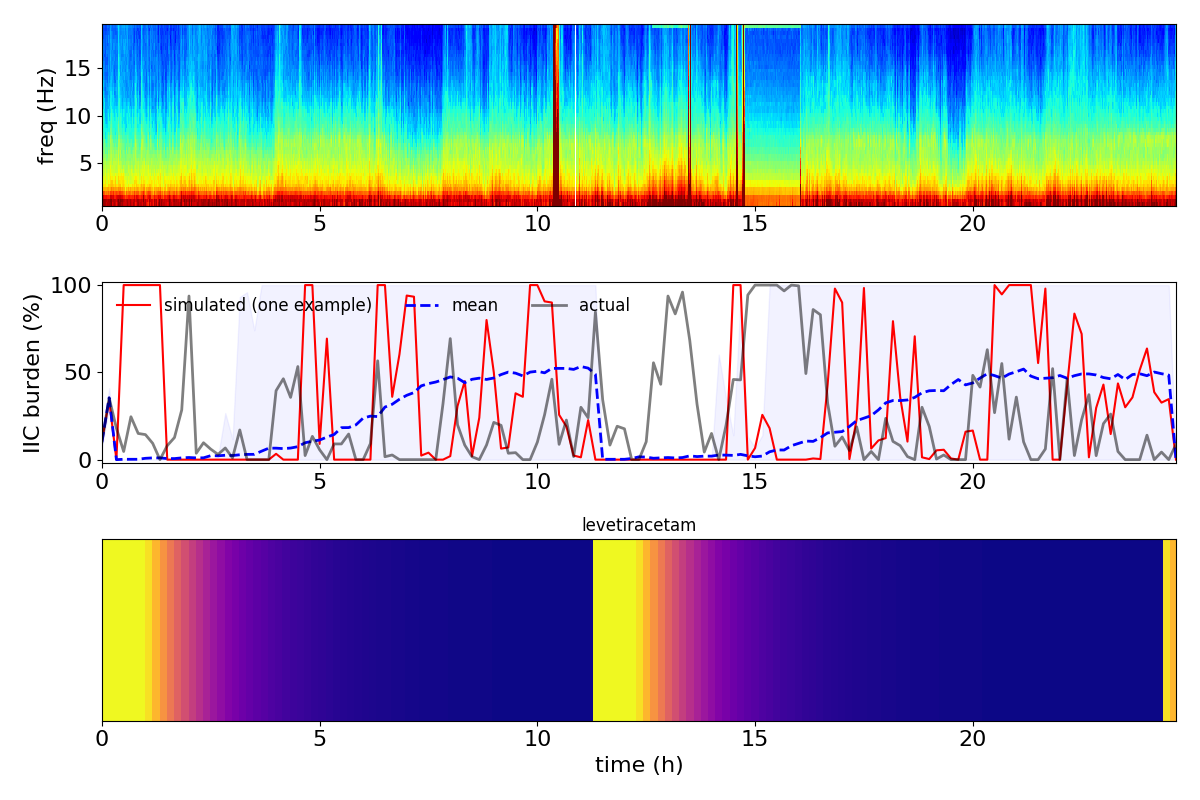 freq (Hz)
15
10
5
0 5 10 15 20
IIC burden (%)
100
50
0
simulated (one example) mean actual
0 5 10 15 20
levetiracetam
0 5 10 15 20
time (h)